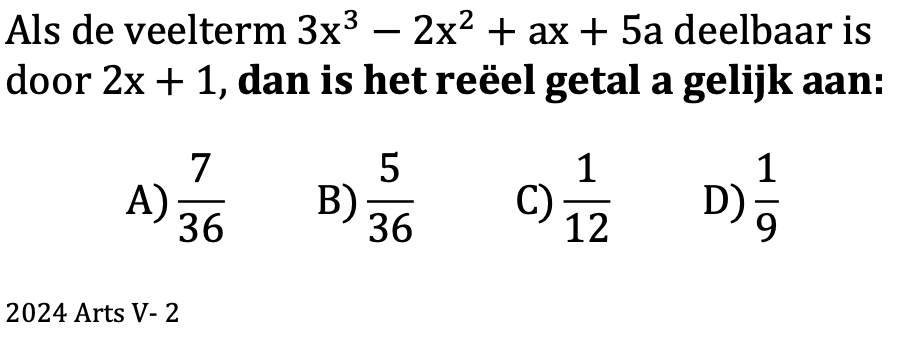 Als de veelterm 3x³ − 2x² + ax + 5a deelbaar is
door 2x + 1, dan is het reëel getal a gelijk aan:
A) 7/36 B) 5/36 C) 1/12 D) 1/9
2024 Arts V- 2